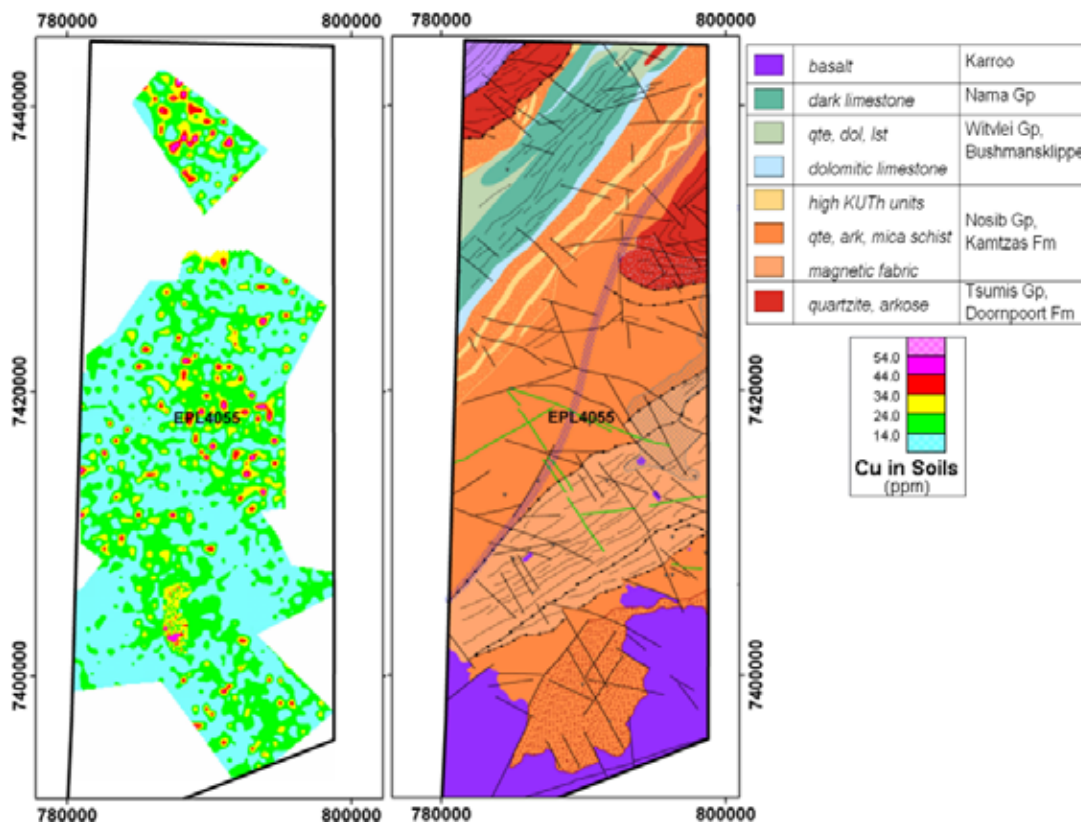 780000 800000 780000 800000
7440000
7420000
7400000
EPL4055
EPL4055
7440000
7420000
7400000
780000 800000 780000 800000
basalt Karroo
dark limestone Nama Gp
qte, dol, lst Witvlei Gp,
Bushmansklippe
dolomitic limestone
high KUTh units
qte, ark, mica schist Nosib Gp,
Kamtzas Fm
magnetic fabric
quartzite, arkose Tsumis Gp,
Doornpoort Fm
54.0
44.0
34.0
24.0
14.0
Cu in Soils
(ppm)